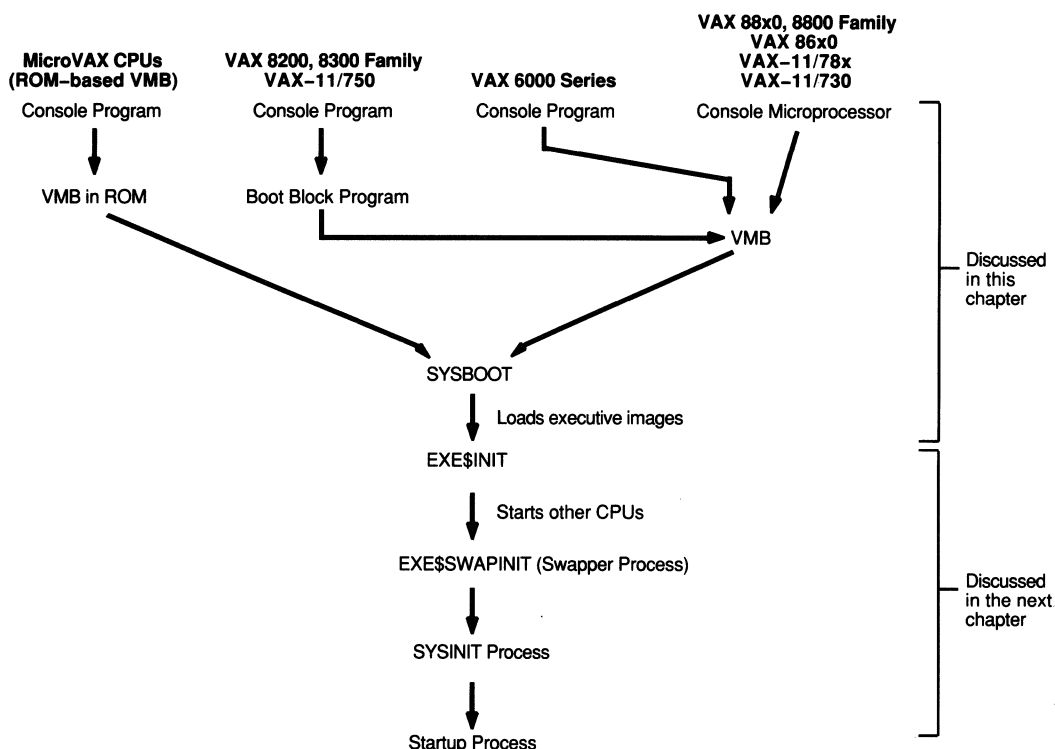 MicroVAX CPUs
(ROM-based VMB)
Console Program
VMB in ROM
VAX 8200, 8300 Family
VAX-11/750
Console Program
Boot Block Program
VAX 6000 Series
Console Program
VAX 88x0, 8800 Family
VAX 86x0
VAX-11/78x
VAX-11/730
Console Microprocessor
VMB
Discussed
in this
chapter
SYSBOOT
Loads executive images
EXE$INIT
Starts other CPUs
EXE$SWAPINIT (Swapper Process)
Discussed
in the next
chapter
SYSINIT Process
Startup Process